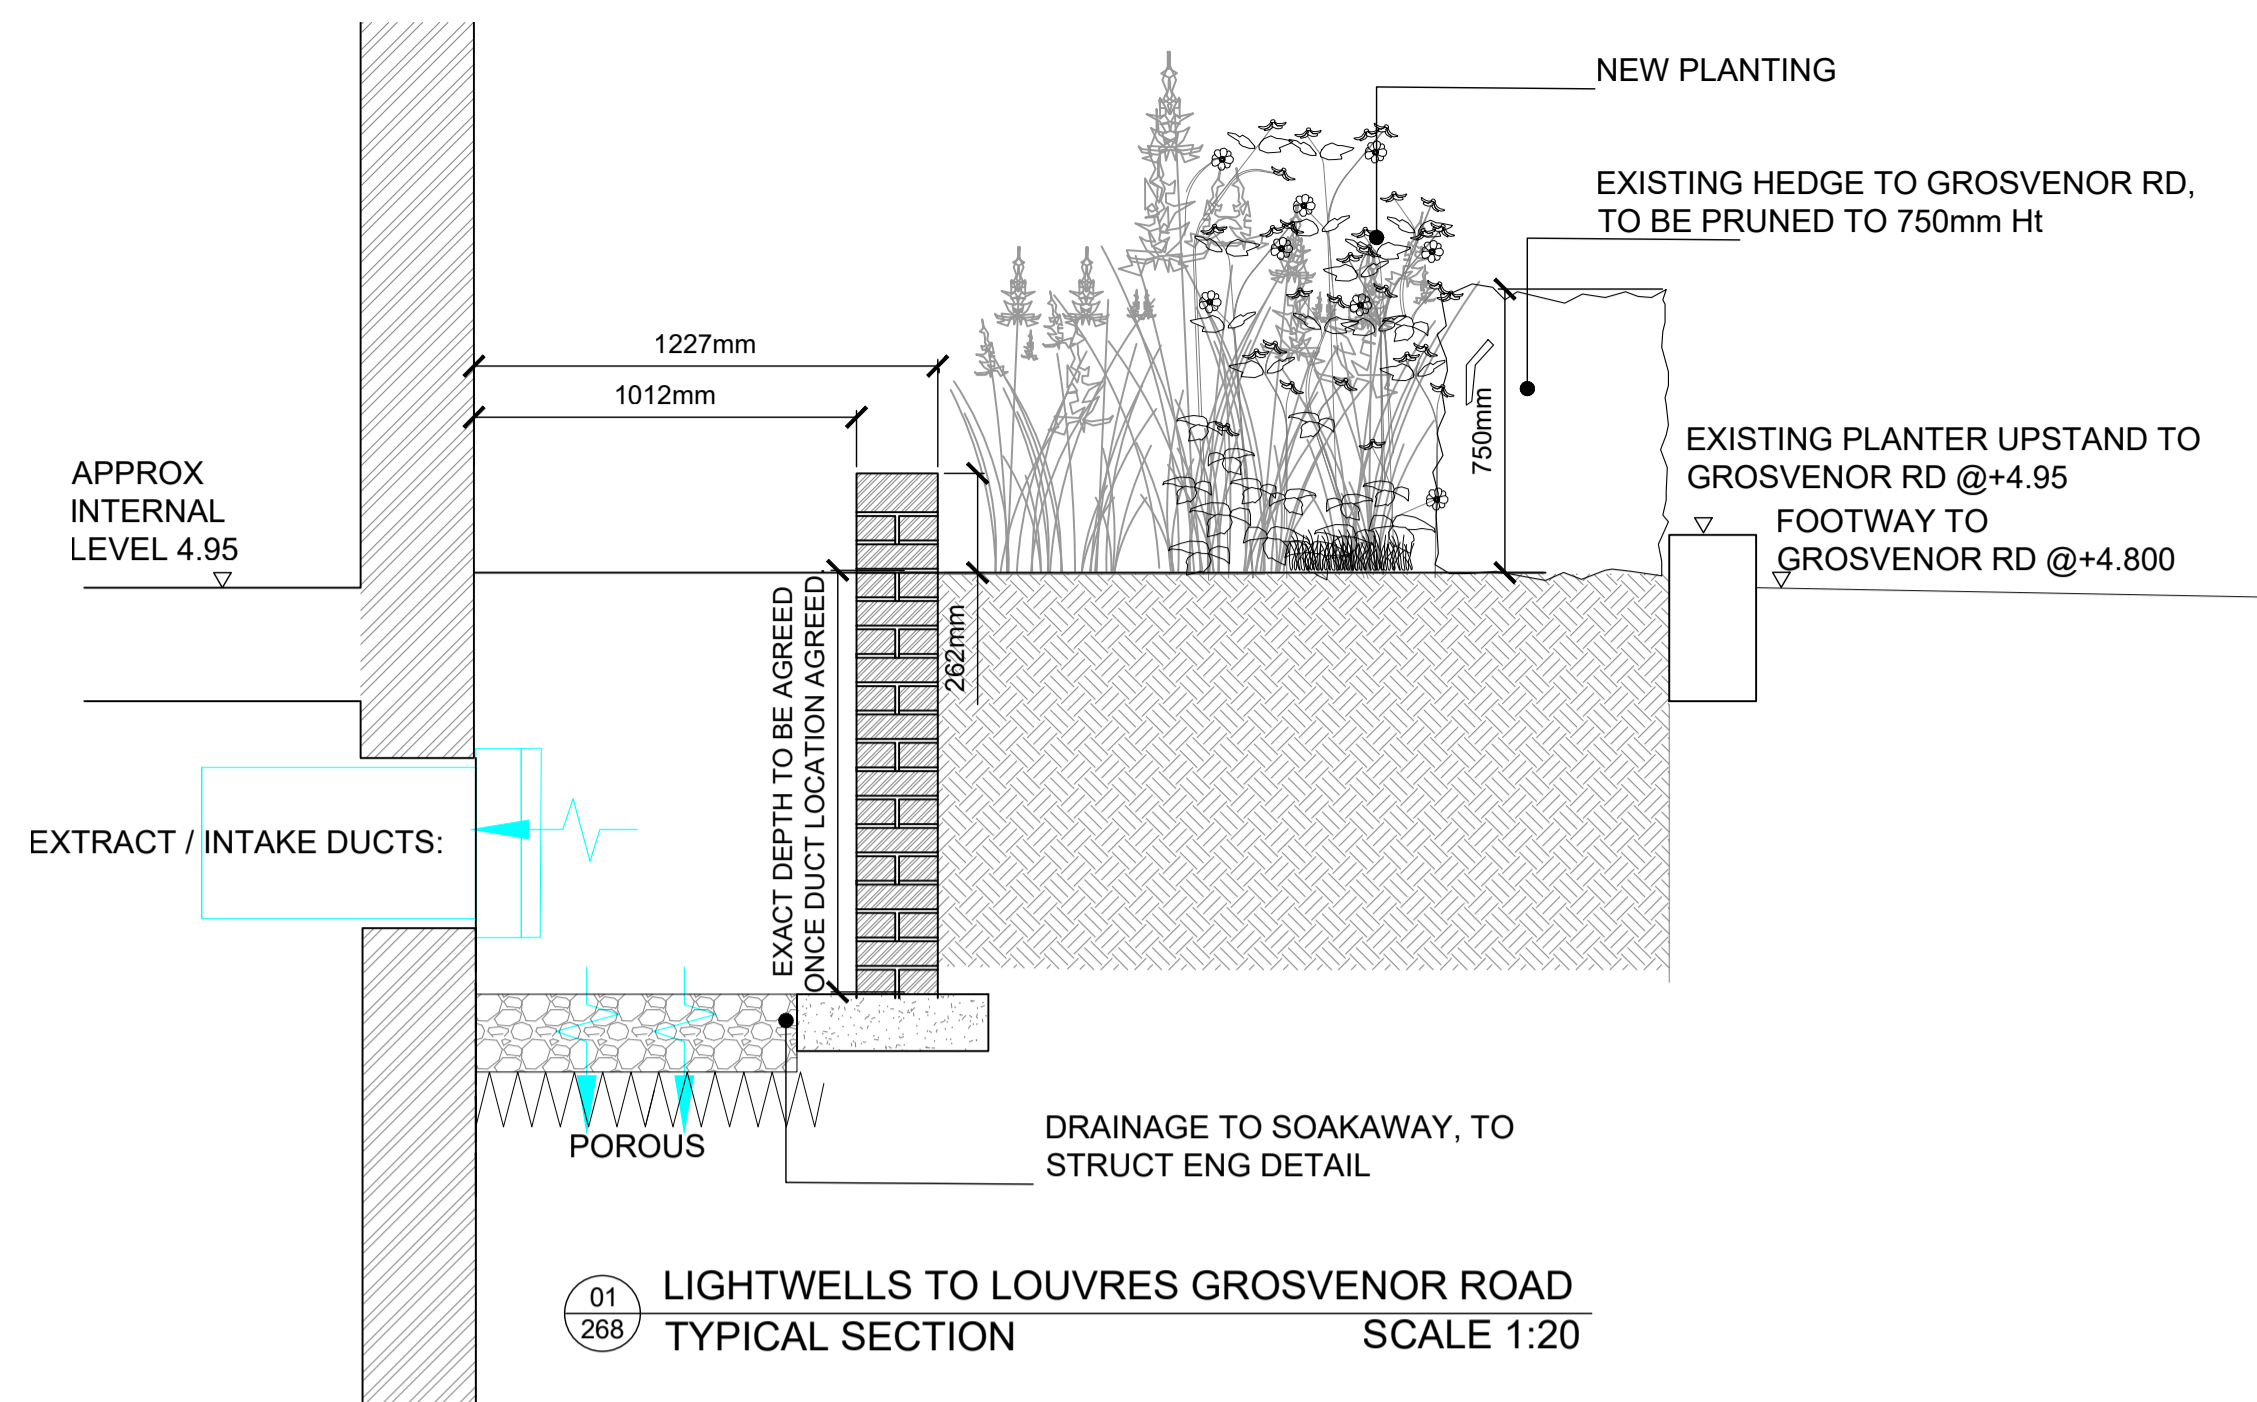 NEW PLANTING
EXISTING HEDGE TO GROSVENOR RD,
TO BE PRUNED TO 750mm Ht
1227mm
1012mm
750mm
APPROX
INTERNAL
LEVEL 4.95
EXISTING PLANTER UPSTAND TO
GROSVENOR RD @+4.95
FOOTWAY TO
GROSVENOR RD @+4.800
EXACT DEPTH TO BE AGREED
ONCE DUCT LOCATION AGREED
262mm
EXTRACT / INTAKE DUCTS:
POROUS
DRAINAGE TO SOAKAWAY, TO
STRUCT ENG DETAIL
01
268
LIGHTWELLS TO LOUVRES GROSVENOR ROAD
TYPICAL SECTION
SCALE 1:20